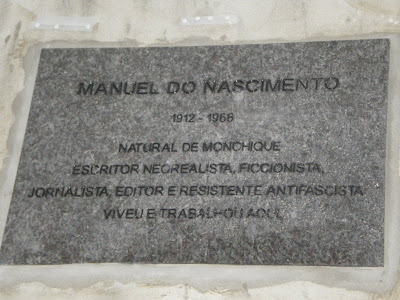 MANUEL DO NASCIMENTO
1912 - 1966
NATURAL DE MONCHIQUE
ESCRITOR NEOREALISTA, FICCIONISTA,
JORNALISTA, EDITOR E RESISTENTE ANTIFASCISTA
VIVEU E TRABALHOU AQUI.